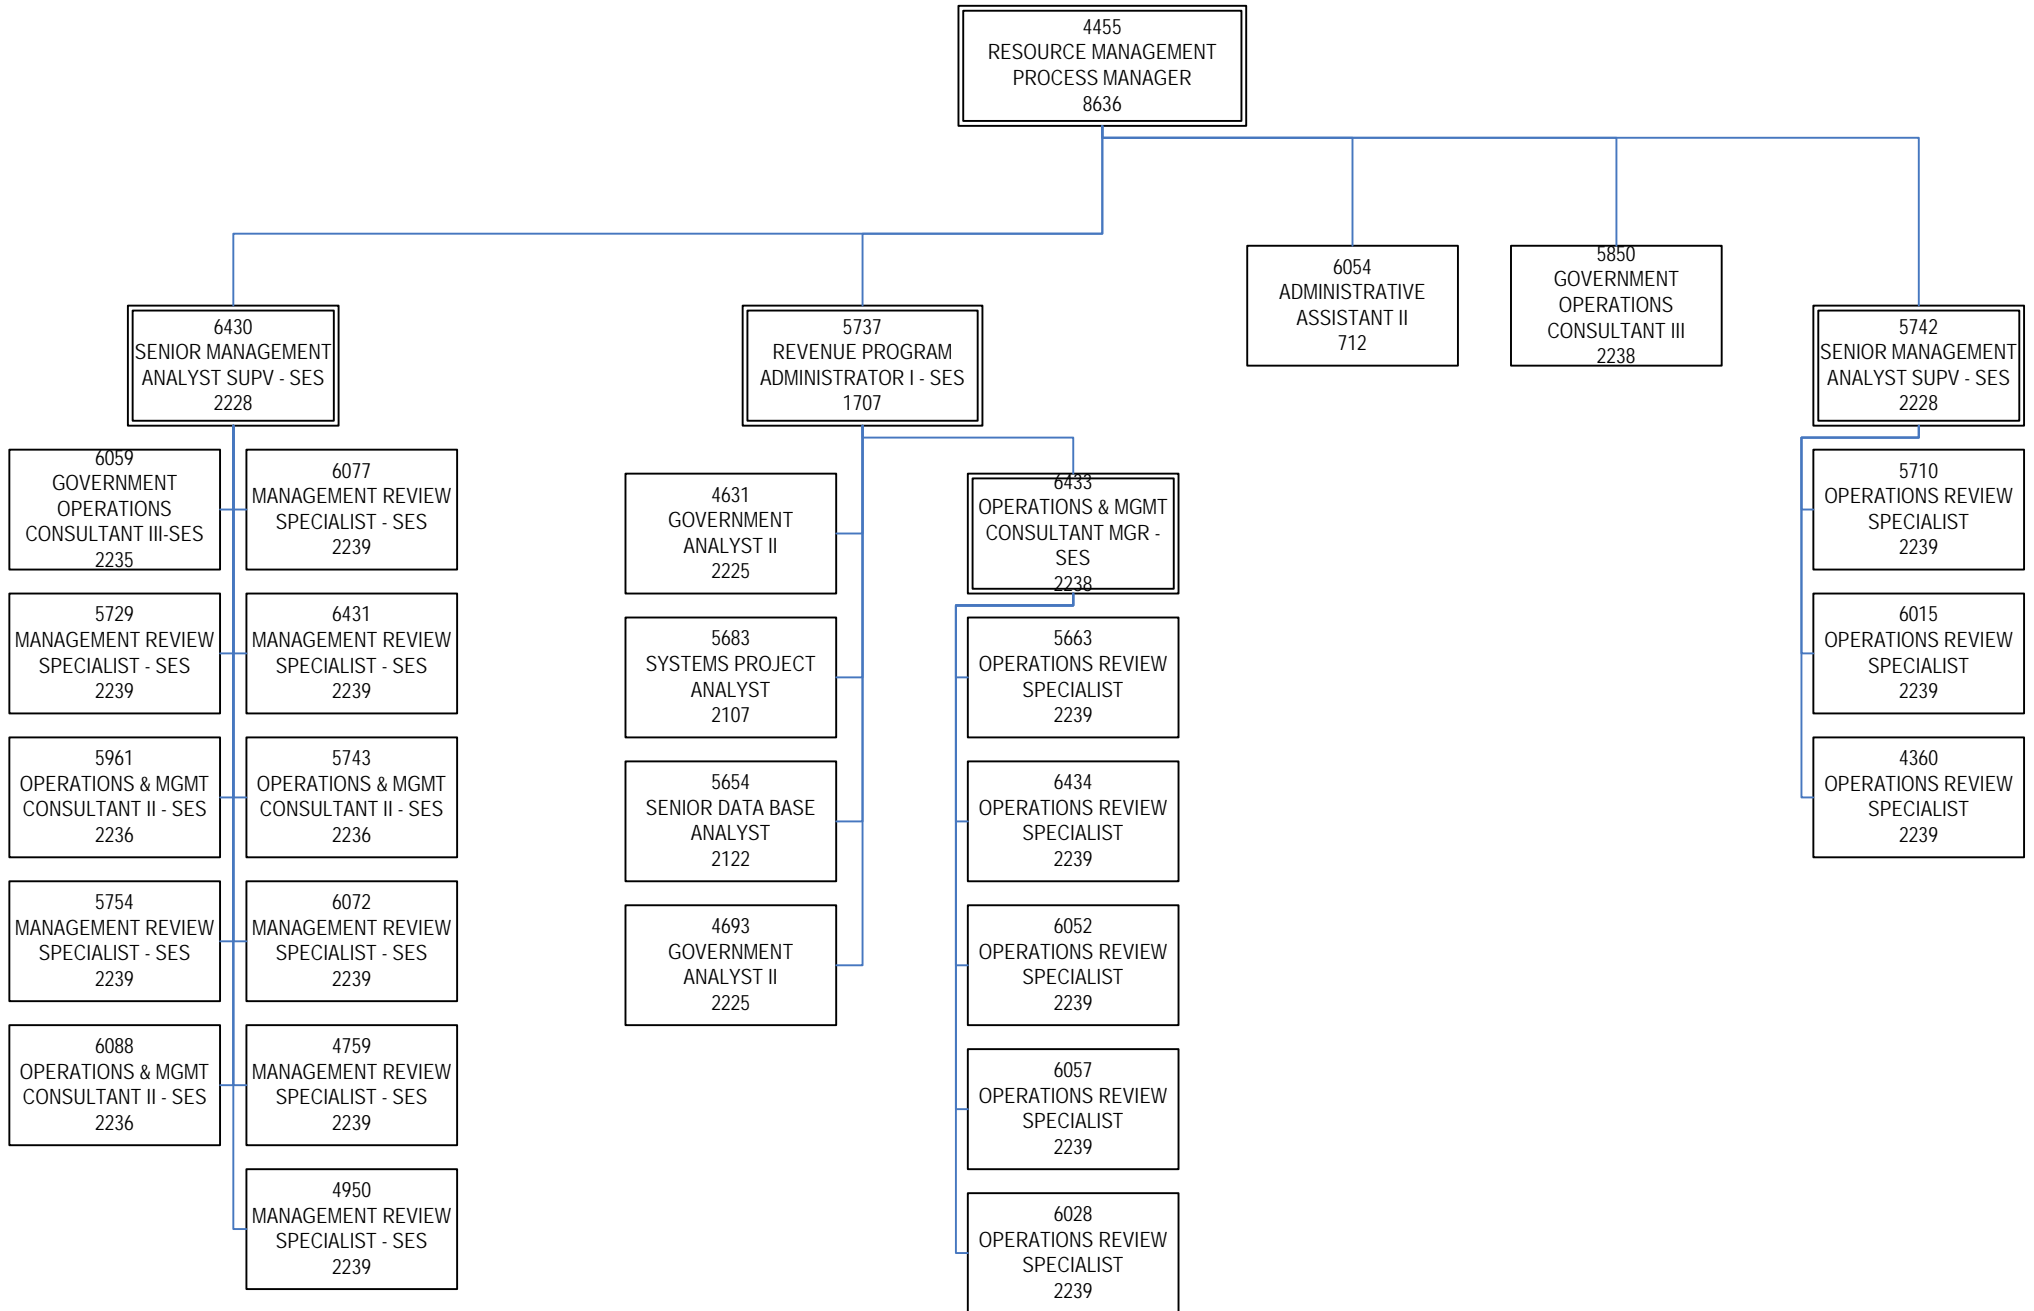 4455
RESOURCE MANAGEMENT
PROCESS MANAGER
8636
6054
ADMINISTRATIVE
ASSISTANT II
712
5850
GOVERNMENT
OPERATIONS
CONSULTANT III
2238
6430
SENIOR MANAGEMENT
ANALYST SUPV - SES
2228
5737
REVENUE PROGRAM
ADMINISTRATOR I - SES
1707
5742
SENIOR MANAGEMENT
ANALYST SUPV - SES
2228
6059
GOVERNMENT
OPERATIONS
CONSULTANT III-SES
2235
6077
MANAGEMENT REVIEW
SPECIALIST - SES
2239
5729
MANAGEMENT REVIEW
SPECIALIST - SES
2239
6431
MANAGEMENT REVIEW
SPECIALIST - SES
2239
5961
OPERATIONS & MGMT
CONSULTANT II - SES
2236
5743
OPERATIONS & MGMT
CONSULTANT II - SES
2236
5754
MANAGEMENT REVIEW
SPECIALIST - SES
2239
6072
MANAGEMENT REVIEW
SPECIALIST - SES
2239
6088
OPERATIONS & MGMT
CONSULTANT II - SES
2236
4759
MANAGEMENT REVIEW
SPECIALIST - SES
2239
4950
MANAGEMENT REVIEW
SPECIALIST - SES
2239
4631
GOVERNMENT
ANALYST II
2225
5683
SYSTEMS PROJECT
ANALYST
2107
5654
SENIOR DATA BASE
ANALYST
2122
4693
GOVERNMENT
ANALYST II
2225
6433
OPERATIONS & MGMT
CONSULTANT MGR -
SES
2238
5663
OPERATIONS REVIEW
SPECIALIST
2239
6434
OPERATIONS REVIEW
SPECIALIST
2239
6052
OPERATIONS REVIEW
SPECIALIST
2239
6057
OPERATIONS REVIEW
SPECIALIST
2239
6028
OPERATIONS REVIEW
SPECIALIST
2239
5710
OPERATIONS REVIEW
SPECIALIST
2239
6015
OPERATIONS REVIEW
SPECIALIST
2239
4360
OPERATIONS REVIEW
SPECIALIST
2239